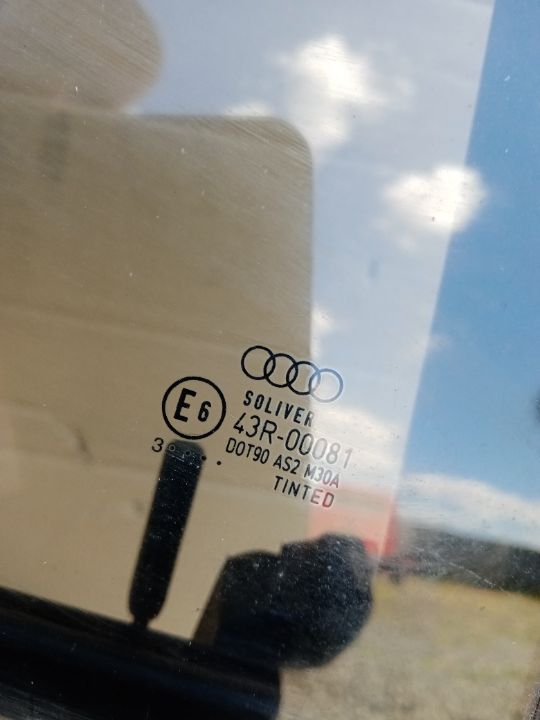 SOLIVER
E6
43R-00081
DOT90 AS2 M30A
TINTED